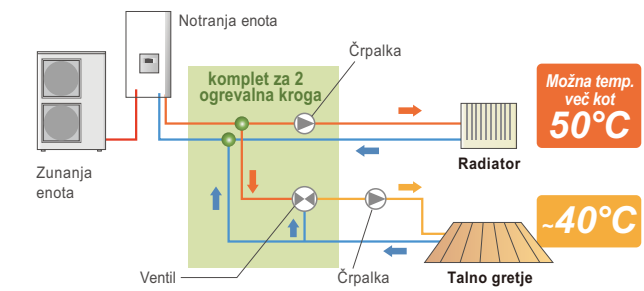 Notranja enota
Črpalka
komplet za 2
ogrevalna kroga
Možna temp.
več kot
50°C
Radiator
Zunanja
enota
~40°C
Ventil
Črpalka
Talno gretje